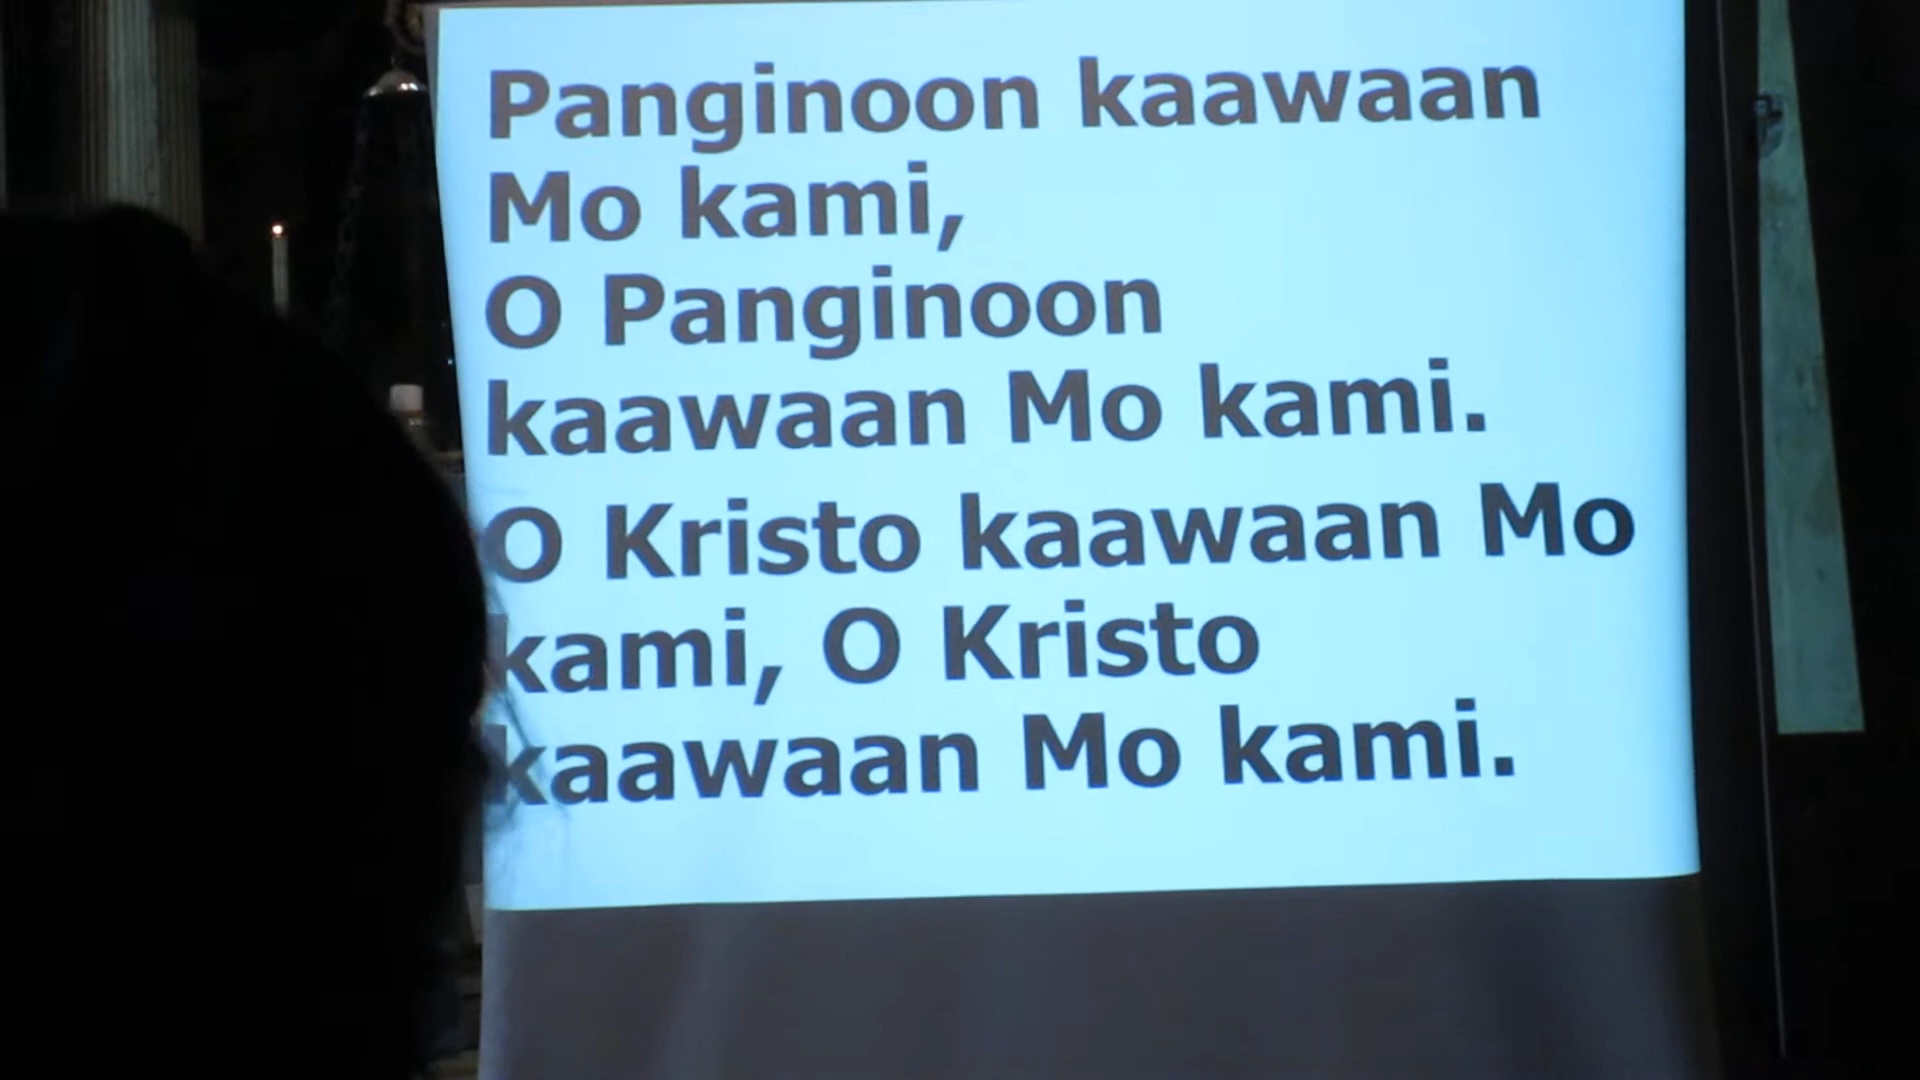 Panginoon kaawaan
Mo kami,
O Panginoon
kaawaan Mo kami.
O Kristo kaawaan Mo
kami, O Kristo
kaawaan Mo kami.